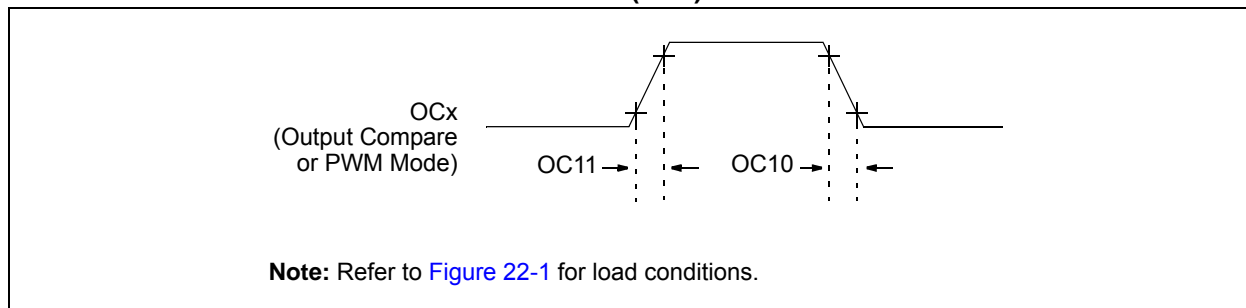 OCx
(Output Compare
or PWM Mode)
OC11
OC10
Note: Refer to Figure 22-1 for load conditions.